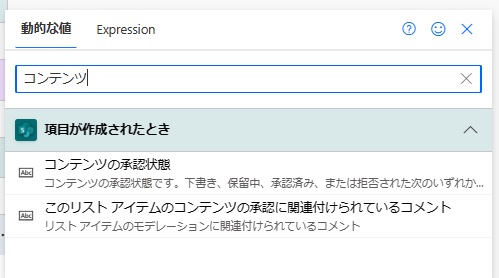 動的な値 Expression
コンテンツ
項目が作成されたとき
Abc コンテンツの承認状態
コンテンツの承認状態です。下書き、保留中、承認済み、または拒否された次のいずれか...
Abc このリスト アイテムのコンテンツの承認に関連付けられているコメント
リスト アイテムのモデレーションに関連付けられているコメント